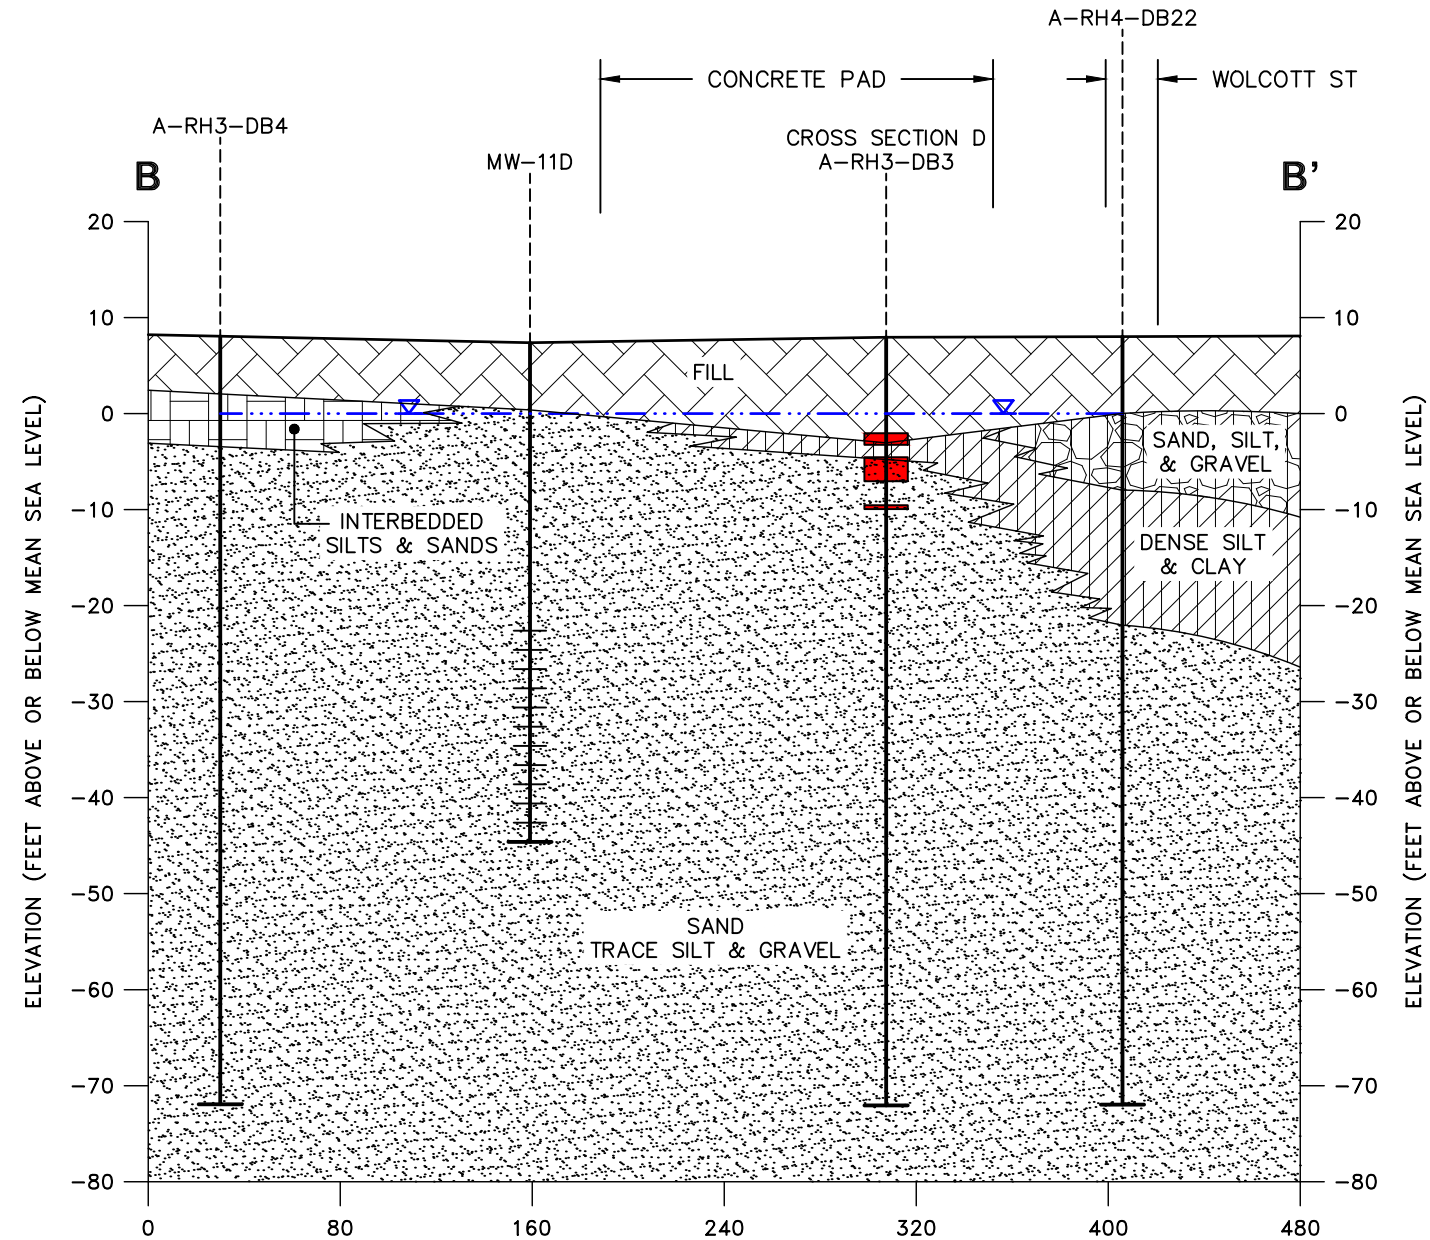 A-RH4-DB22
CONCRETE PAD
WOLCOTT ST
A-RH3-DB4
CROSS SECTION D
MW-11D
A-RH3-DB3
B
B'
20
20
10
10
FILL
0
0
SAND, SILT,
& GRAVEL
-10
-10
INTERBEDDED
SILTS & SANDS
DENSE SILT
& CLAY
-20
-20
-30
-30
-40
-40
-50
-50
SAND
TRACE SILT & GRAVEL
-60
-60
-70
-70
-80
-80
0
80
160
240
320
400
480
ELEVATION (FEET ABOVE OR BELOW MEAN SEA LEVEL)
ELEVATION (FEET ABOVE OR BELOW MEAN SEA LEVEL)